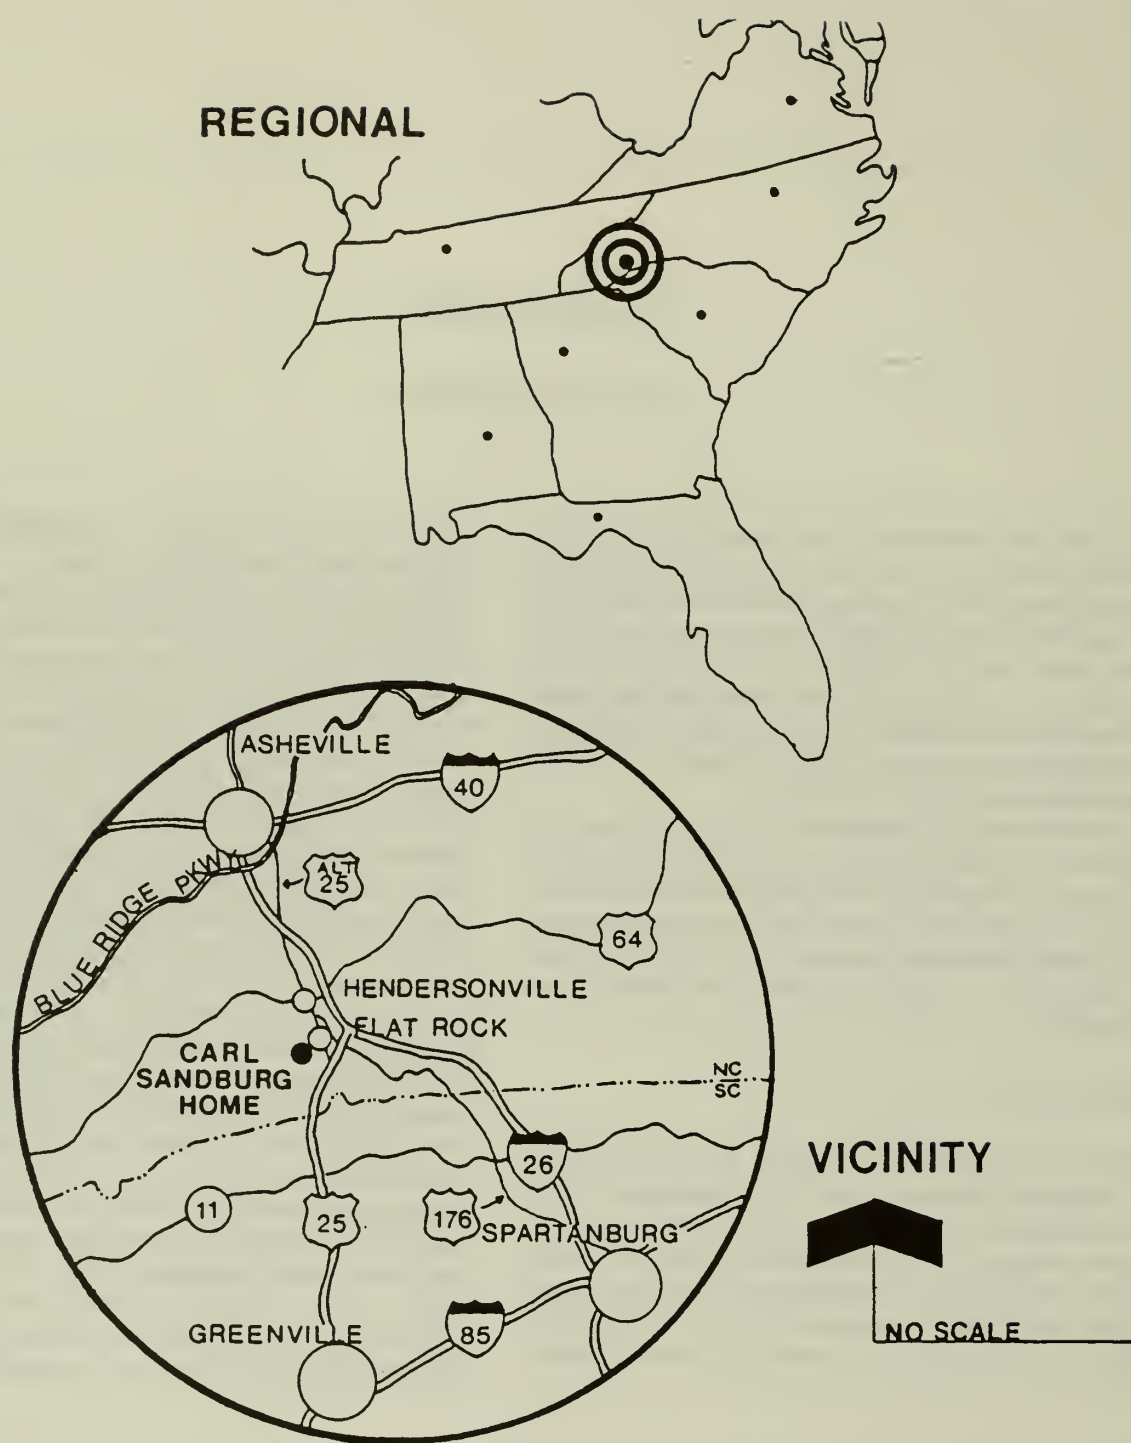 REGIONAL
ASHEVILLE
40
ALT
25
BLUE RIDGE PKWY
64
HENDERSONVILLE
FLAT ROCK
CARL
SANDBURG
HOME
NC
SC
VICINITY
26
11
25
176
SPARTANBURG
NO SCALE
GREENVILLE
85